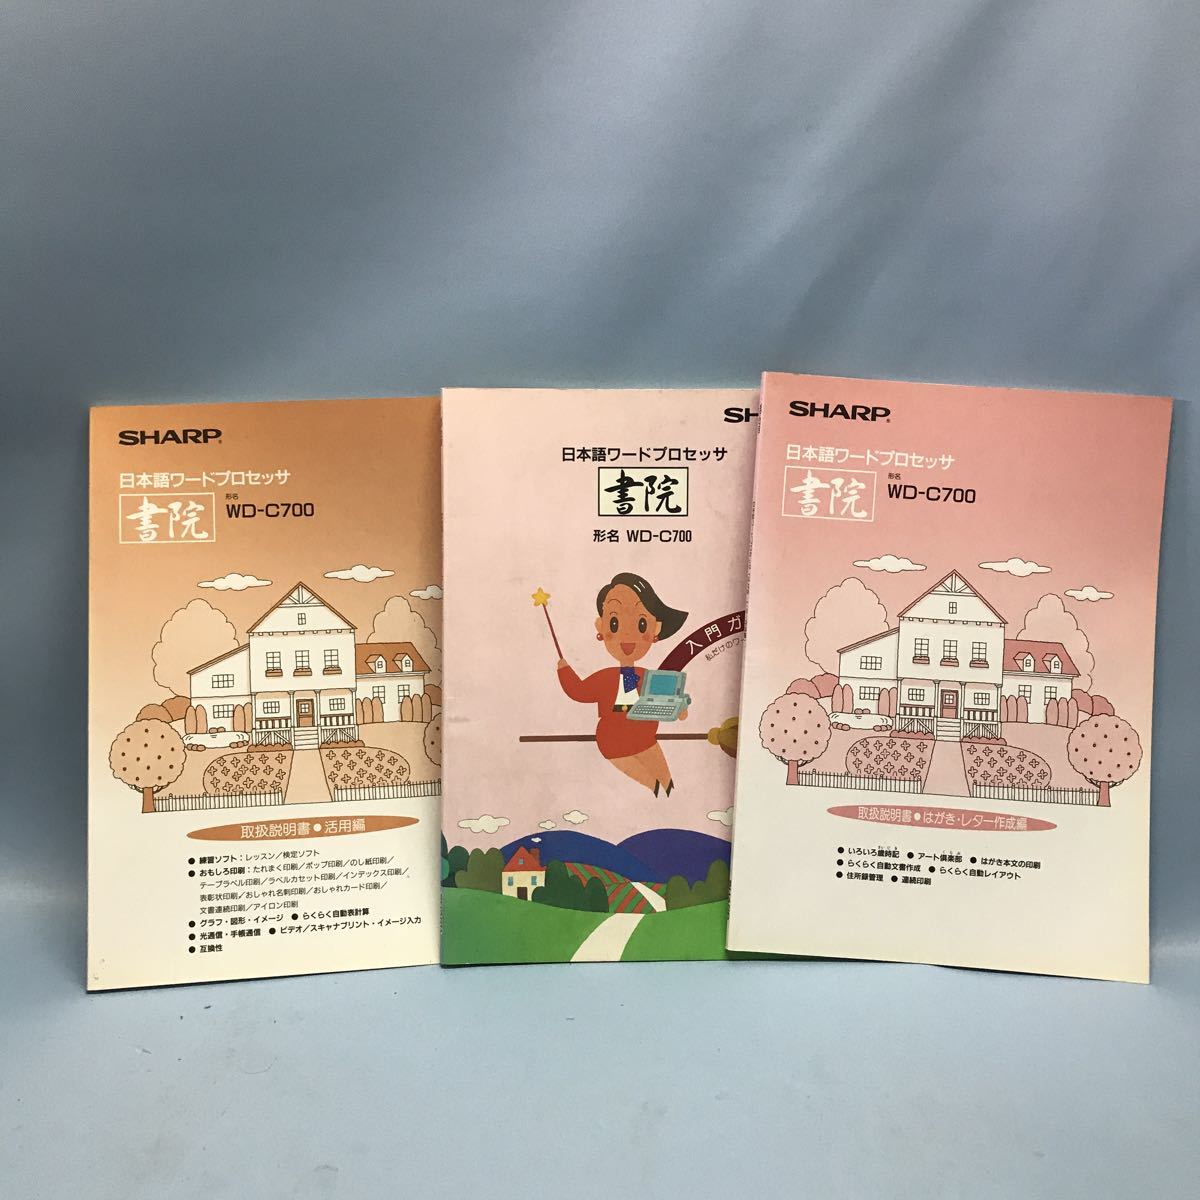 SHARP
日本語ワードプロセッサ
書院
形名
WD-C700
取扱説明書●活用編
● 練習ソフト：レッスン／検定ソフト
● おもしろ印刷：たれまく印刷／ポップ印刷／のし紙印刷／
テープラベル印刷／ラベルカセット印刷／インデックス印刷／
表彰状印刷／おしゃれ名刺印刷／おしゃれカード印刷／
文書連続印刷／アイロン印刷
● グラフ・図形・イメージ ● らくらく自動表計算
● 光通信・手帳通信 ● ビデオ／スキャナプリント・イメージ入力
● 互換性
SH
日本語ワードプロセッサ
書院
形名 WD-C700
入門ガ
私だけのワー
SHARP
日本語ワードプロセッサ
書院
形名
WD-C700
取扱説明書●はがき・レター作成編
● いろいろ歳時記 ● アート倶楽部 ● はがき本文の印刷
● らくらく自動文書作成 ● らくらく自動レイアウト
● 住所録管理 ● 連続印刷